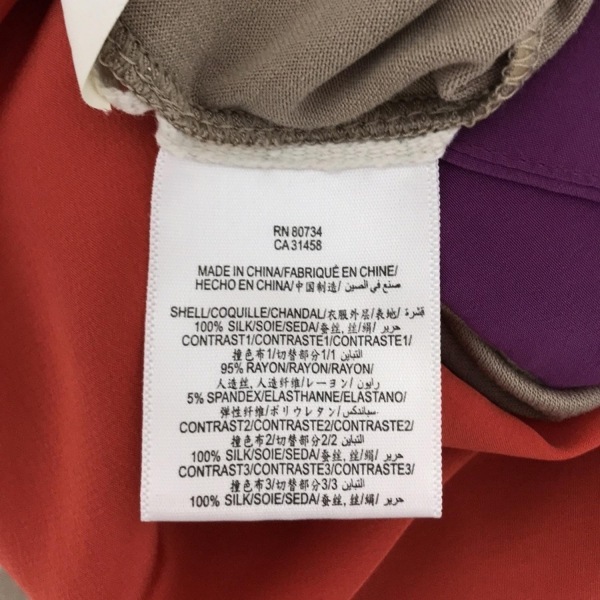 RN 80734
CA 31458
MADE IN CHINA/FABRIQUÉ EN CHINE/
HECHO EN CHINA/中国制造/ صنع في الصين
SHELL/COQUILLE/CHANDAL/衣服外层/表地/ قشرة
100% SILK/SOIE/SEDA/蚕丝, 丝/絹/ حرير
CONTRAST1/CONTRASTE1/CONTRASTE1/
撞色布1/切替部分1/ التباين 1/1
95% RAYON/RAYON/RAYON/
人造丝, 人造纤维/レーヨン/ رايون
5% SPANDEX/ELASTHANNE/ELASTANO/
弹性纤维/ポリウレタン/ سباندكس
CONTRAST2/CONTRASTE2/CONTRASTE2/
撞色布2/切替部分2/ التباين 2/2
100% SILK/SOIE/SEDA/蚕丝, 丝/絹/ حرير
CONTRAST3/CONTRASTE3/CONTRASTE3/
撞色布3/切替部分3/ التباين 3/3
100% SILK/SOIE/SEDA/蚕丝, 丝/絹/ حرير